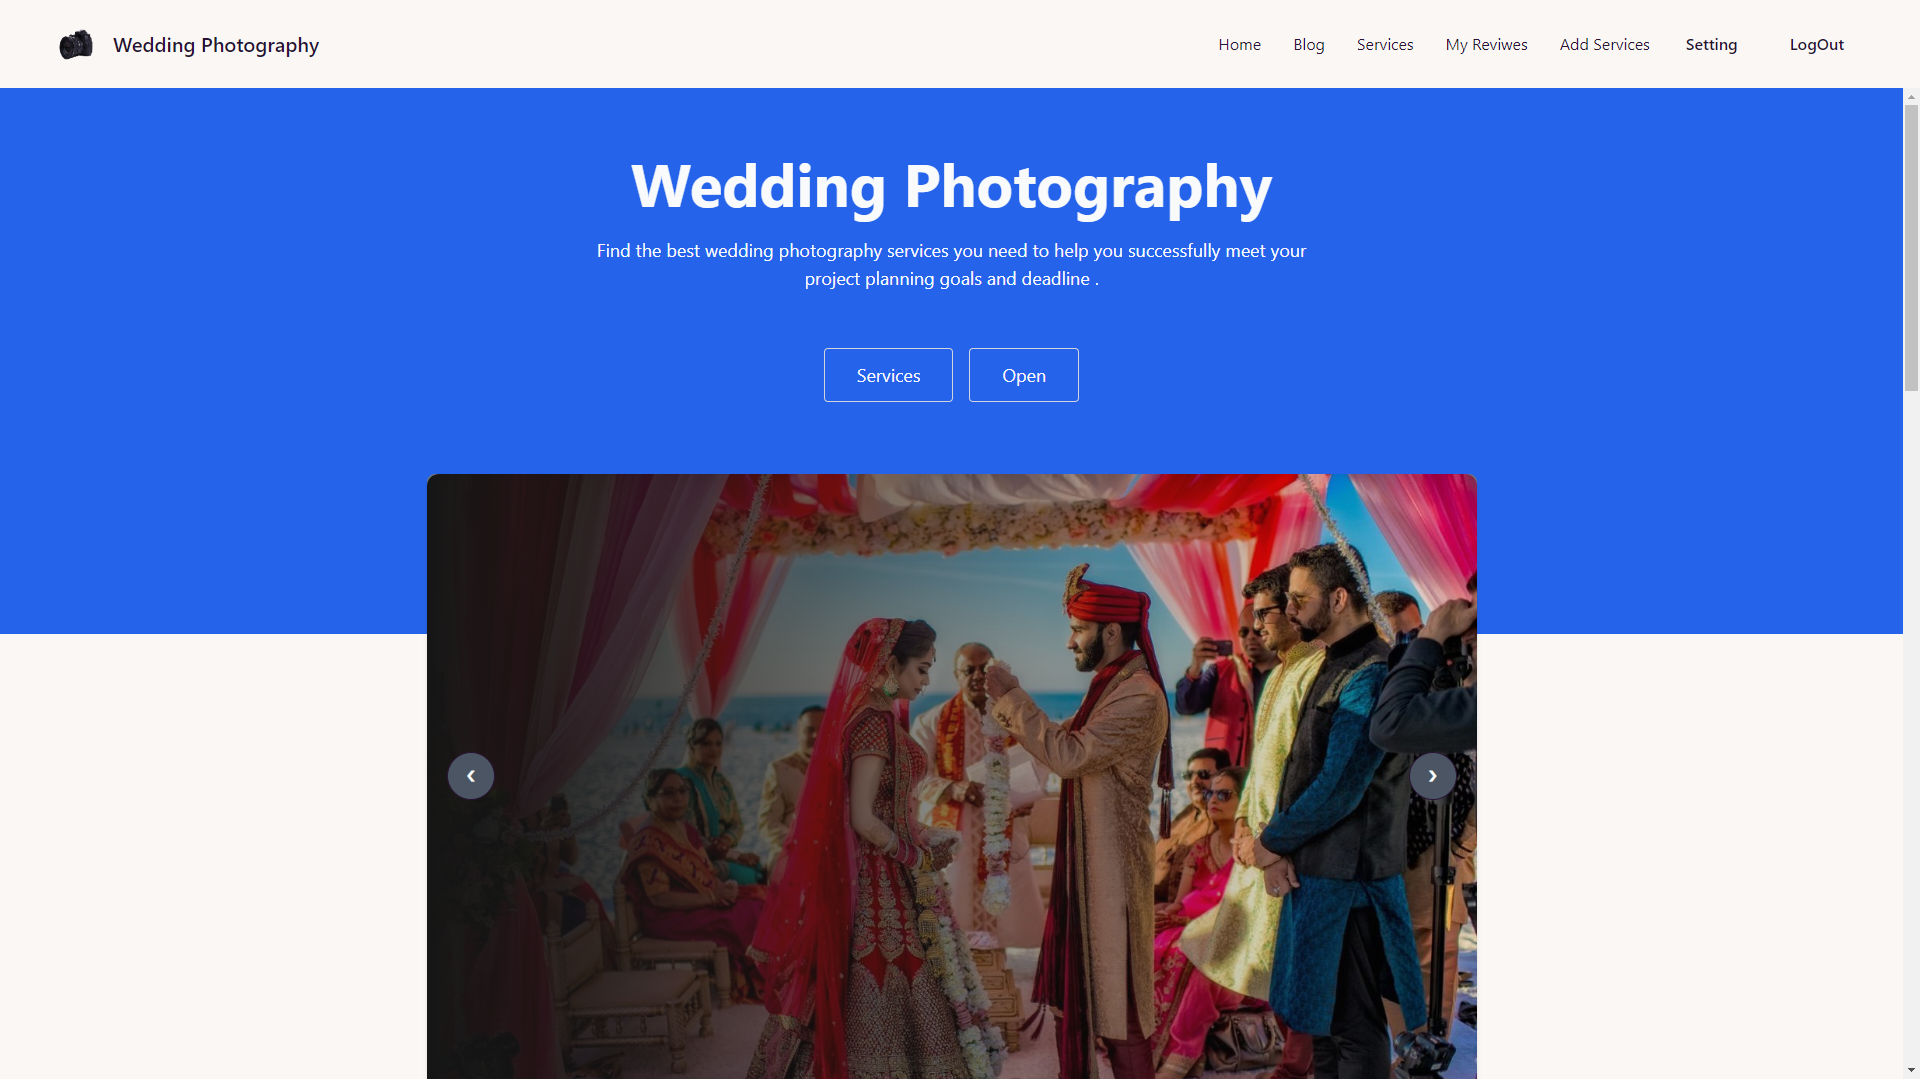 Wedding Photography
Home Blog Services My Reviwes Add Services Setting LogOut
Wedding Photography
Find the best wedding photography services you need to help you successfully meet your
project planning goals and deadline .
Services Open
‹ ›